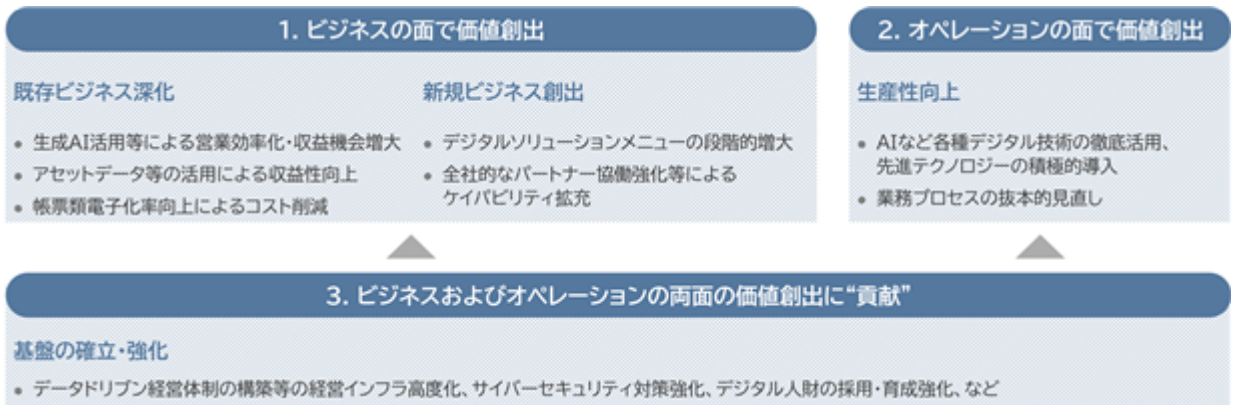 1. ビジネスの面で価値創出
既存ビジネス深化
• 生成AI活用等による営業効率化・収益機会増大
• アセットデータ等の活用による収益性向上
• 帳票類電子化率向上によるコスト削減
新規ビジネス創出
• デジタルソリューションメニューの段階的増大
• 全社的なパートナー協働強化等による
ケイパビリティ拡充
2. オペレーションの面で価値創出
生産性向上
• AIなど各種デジタル技術の徹底活用、
先進テクノロジーの積極的導入
• 業務プロセスの抜本的見直し
3. ビジネスおよびオペレーションの両面の価値創出に“貢献”
基盤の確立・強化
• データドリブン経営体制の構築等の経営インフラ高度化、サイバーセキュリティ対策強化、デジタル人財の採用・育成強化、など